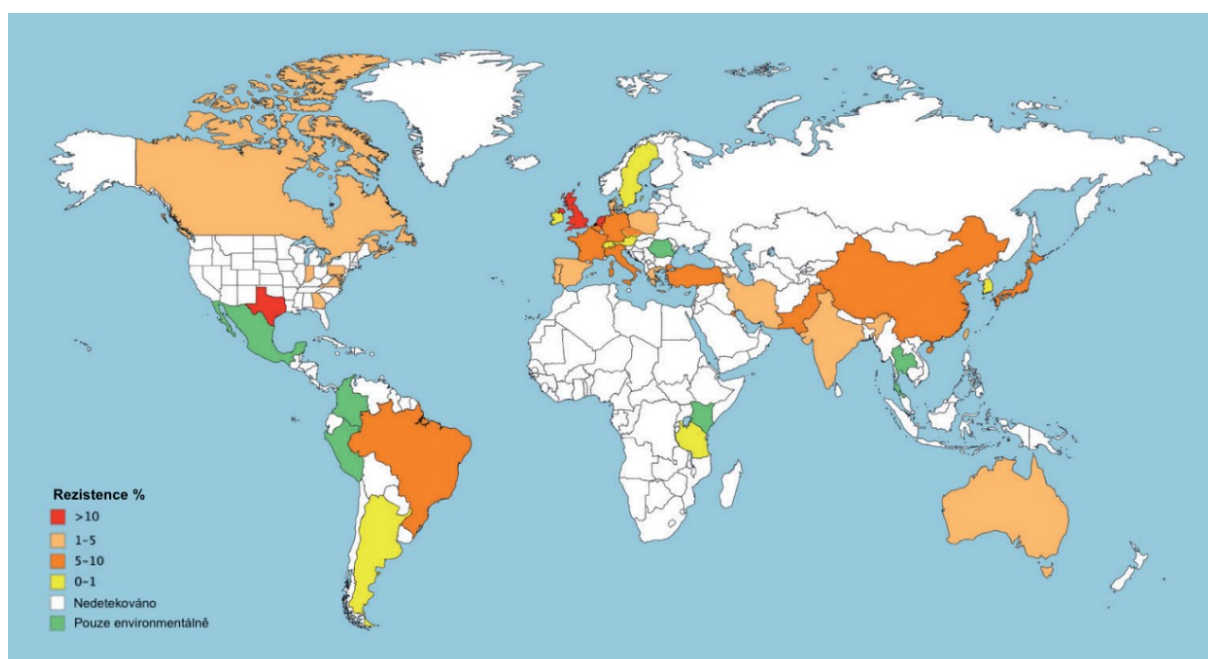 Rezistence %
>10
1-5
5-10
0-1
Nedetekováno
Pouze environmentálně